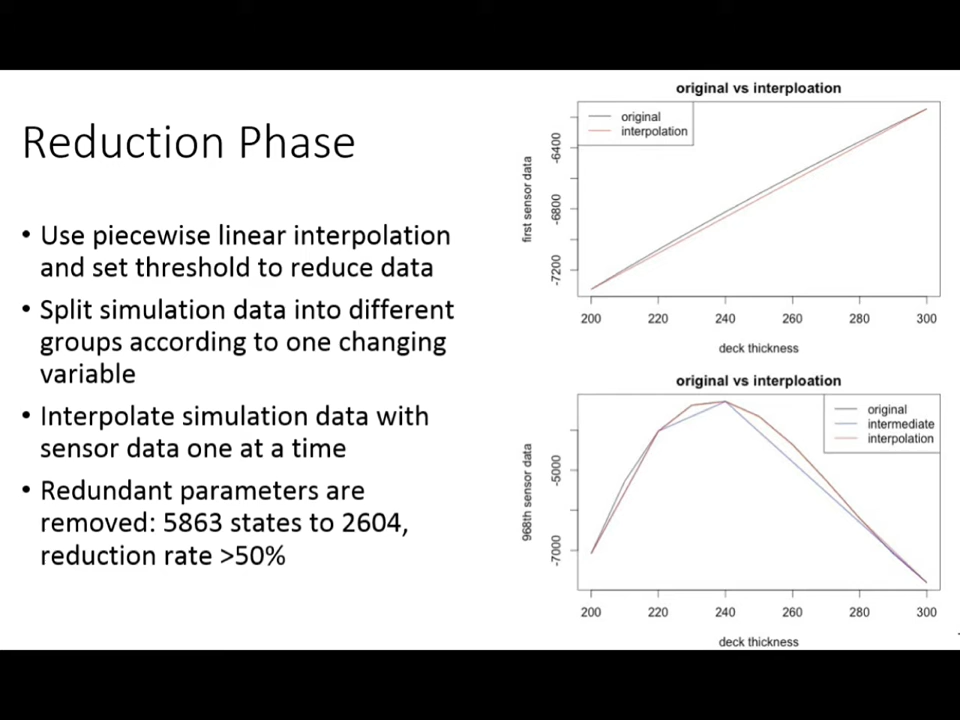 Reduction Phase
• Use piecewise linear interpolation
and set threshold to reduce data
• Split simulation data into different
groups according to one changing
variable
• Interpolate simulation data with
sensor data one at a time
• Redundant parameters are
removed: 5863 states to 2604,
reduction rate >50%
original vs interploation
original
interpolation
first sensor data
-6400
-6800
-7200
200 220 240 260 280 300
deck thickness
original vs interploation
original
intermediate
interpolation
968th sensor data
-5000
-7000
200 220 240 260 280 300
deck thickness